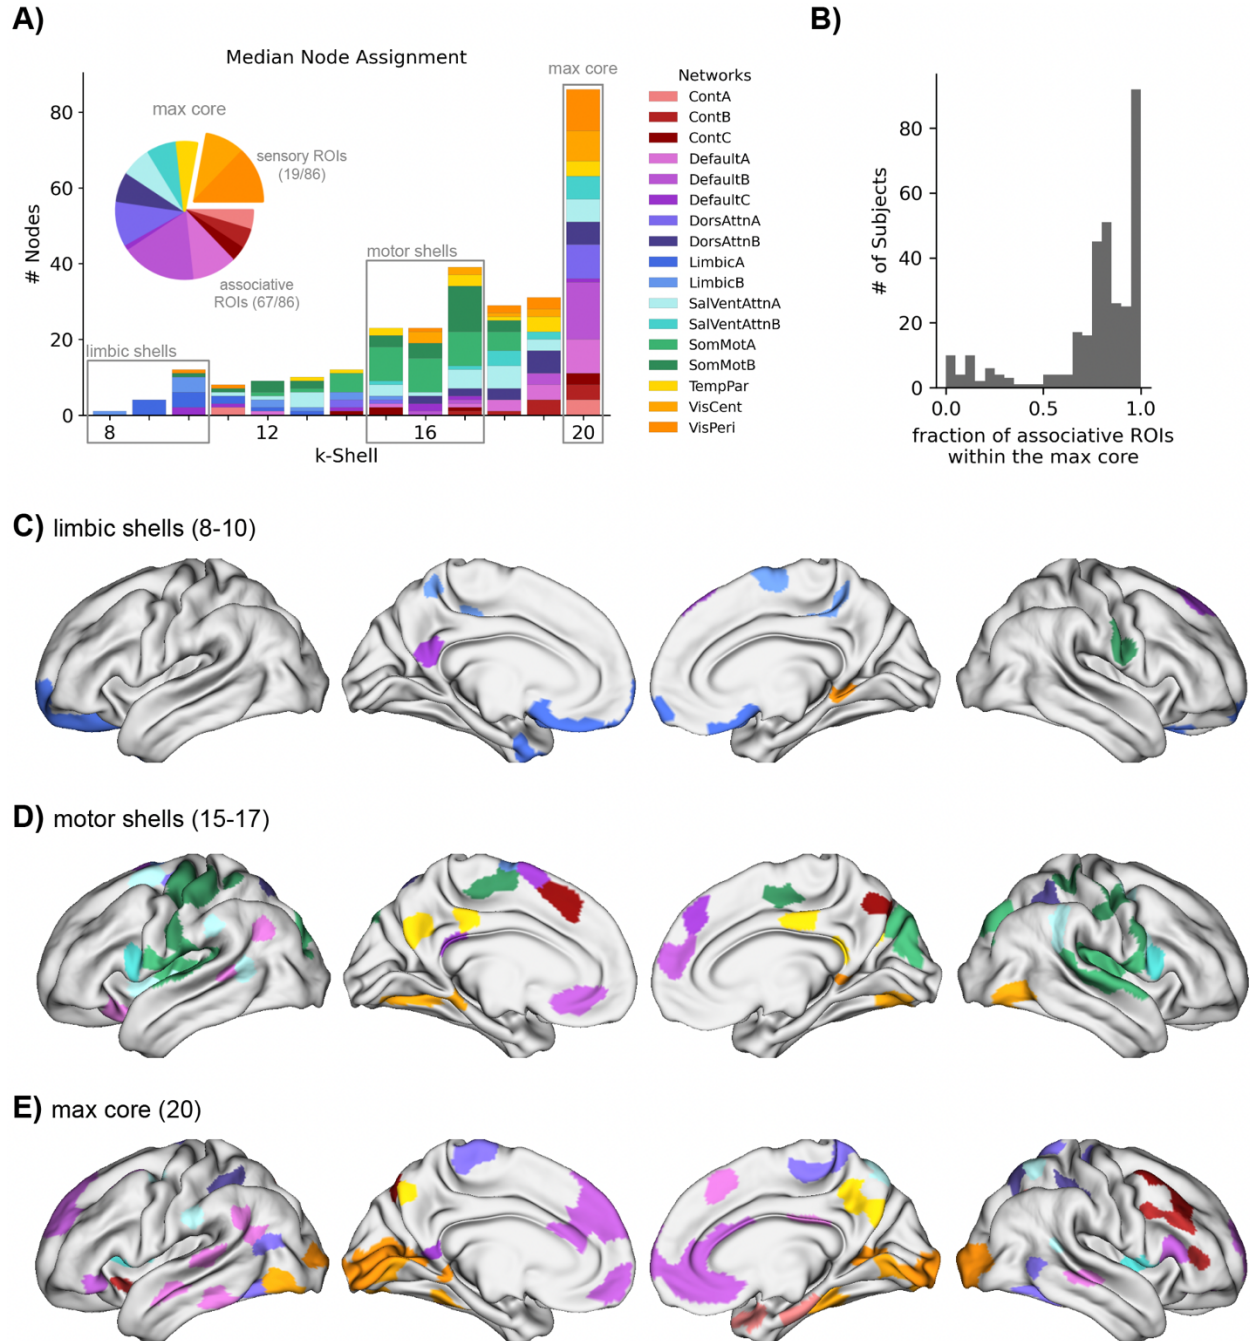 A)
Median Node Assignment
max core
80
60
40
20
0
# Nodes
max core
sensory ROIs
(19/86)
associative
ROIs (67/86)
limbic shells
motor shells
8
12
16
20
k-Shell
Networks
ContA
ContB
ContC
DefaultA
DefaultB
DefaultC
DorsAttnA
DorsAttnB
LimbicA
LimbicB
SalVentAttnA
SalVentAttnB
SomMotA
SomMotB
TempPar
VisCent
VisPeri
B)
# of Subjects
80
60
40
20
0
0.0
0.5
1.0
fraction of associative ROIs
within the max core
C) limbic shells (8-10)
D) motor shells (15-17)
E) max core (20)